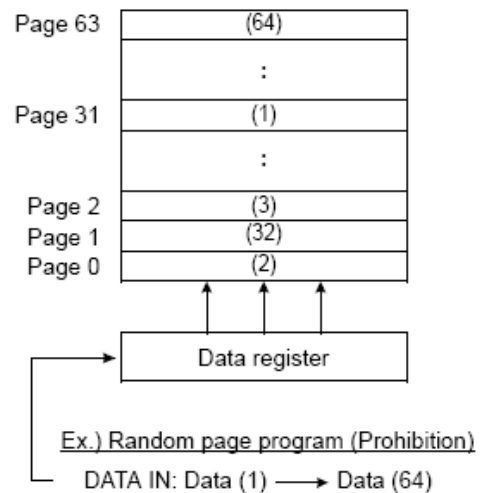 Page 63 (64)
:
Page 31 (1)
:
Page 2 (3)
Page 1 (32)
Page 0 (2)
Data register
Ex.) Random page program (Prohibition)
DATA IN: Data (1) → Data (64)